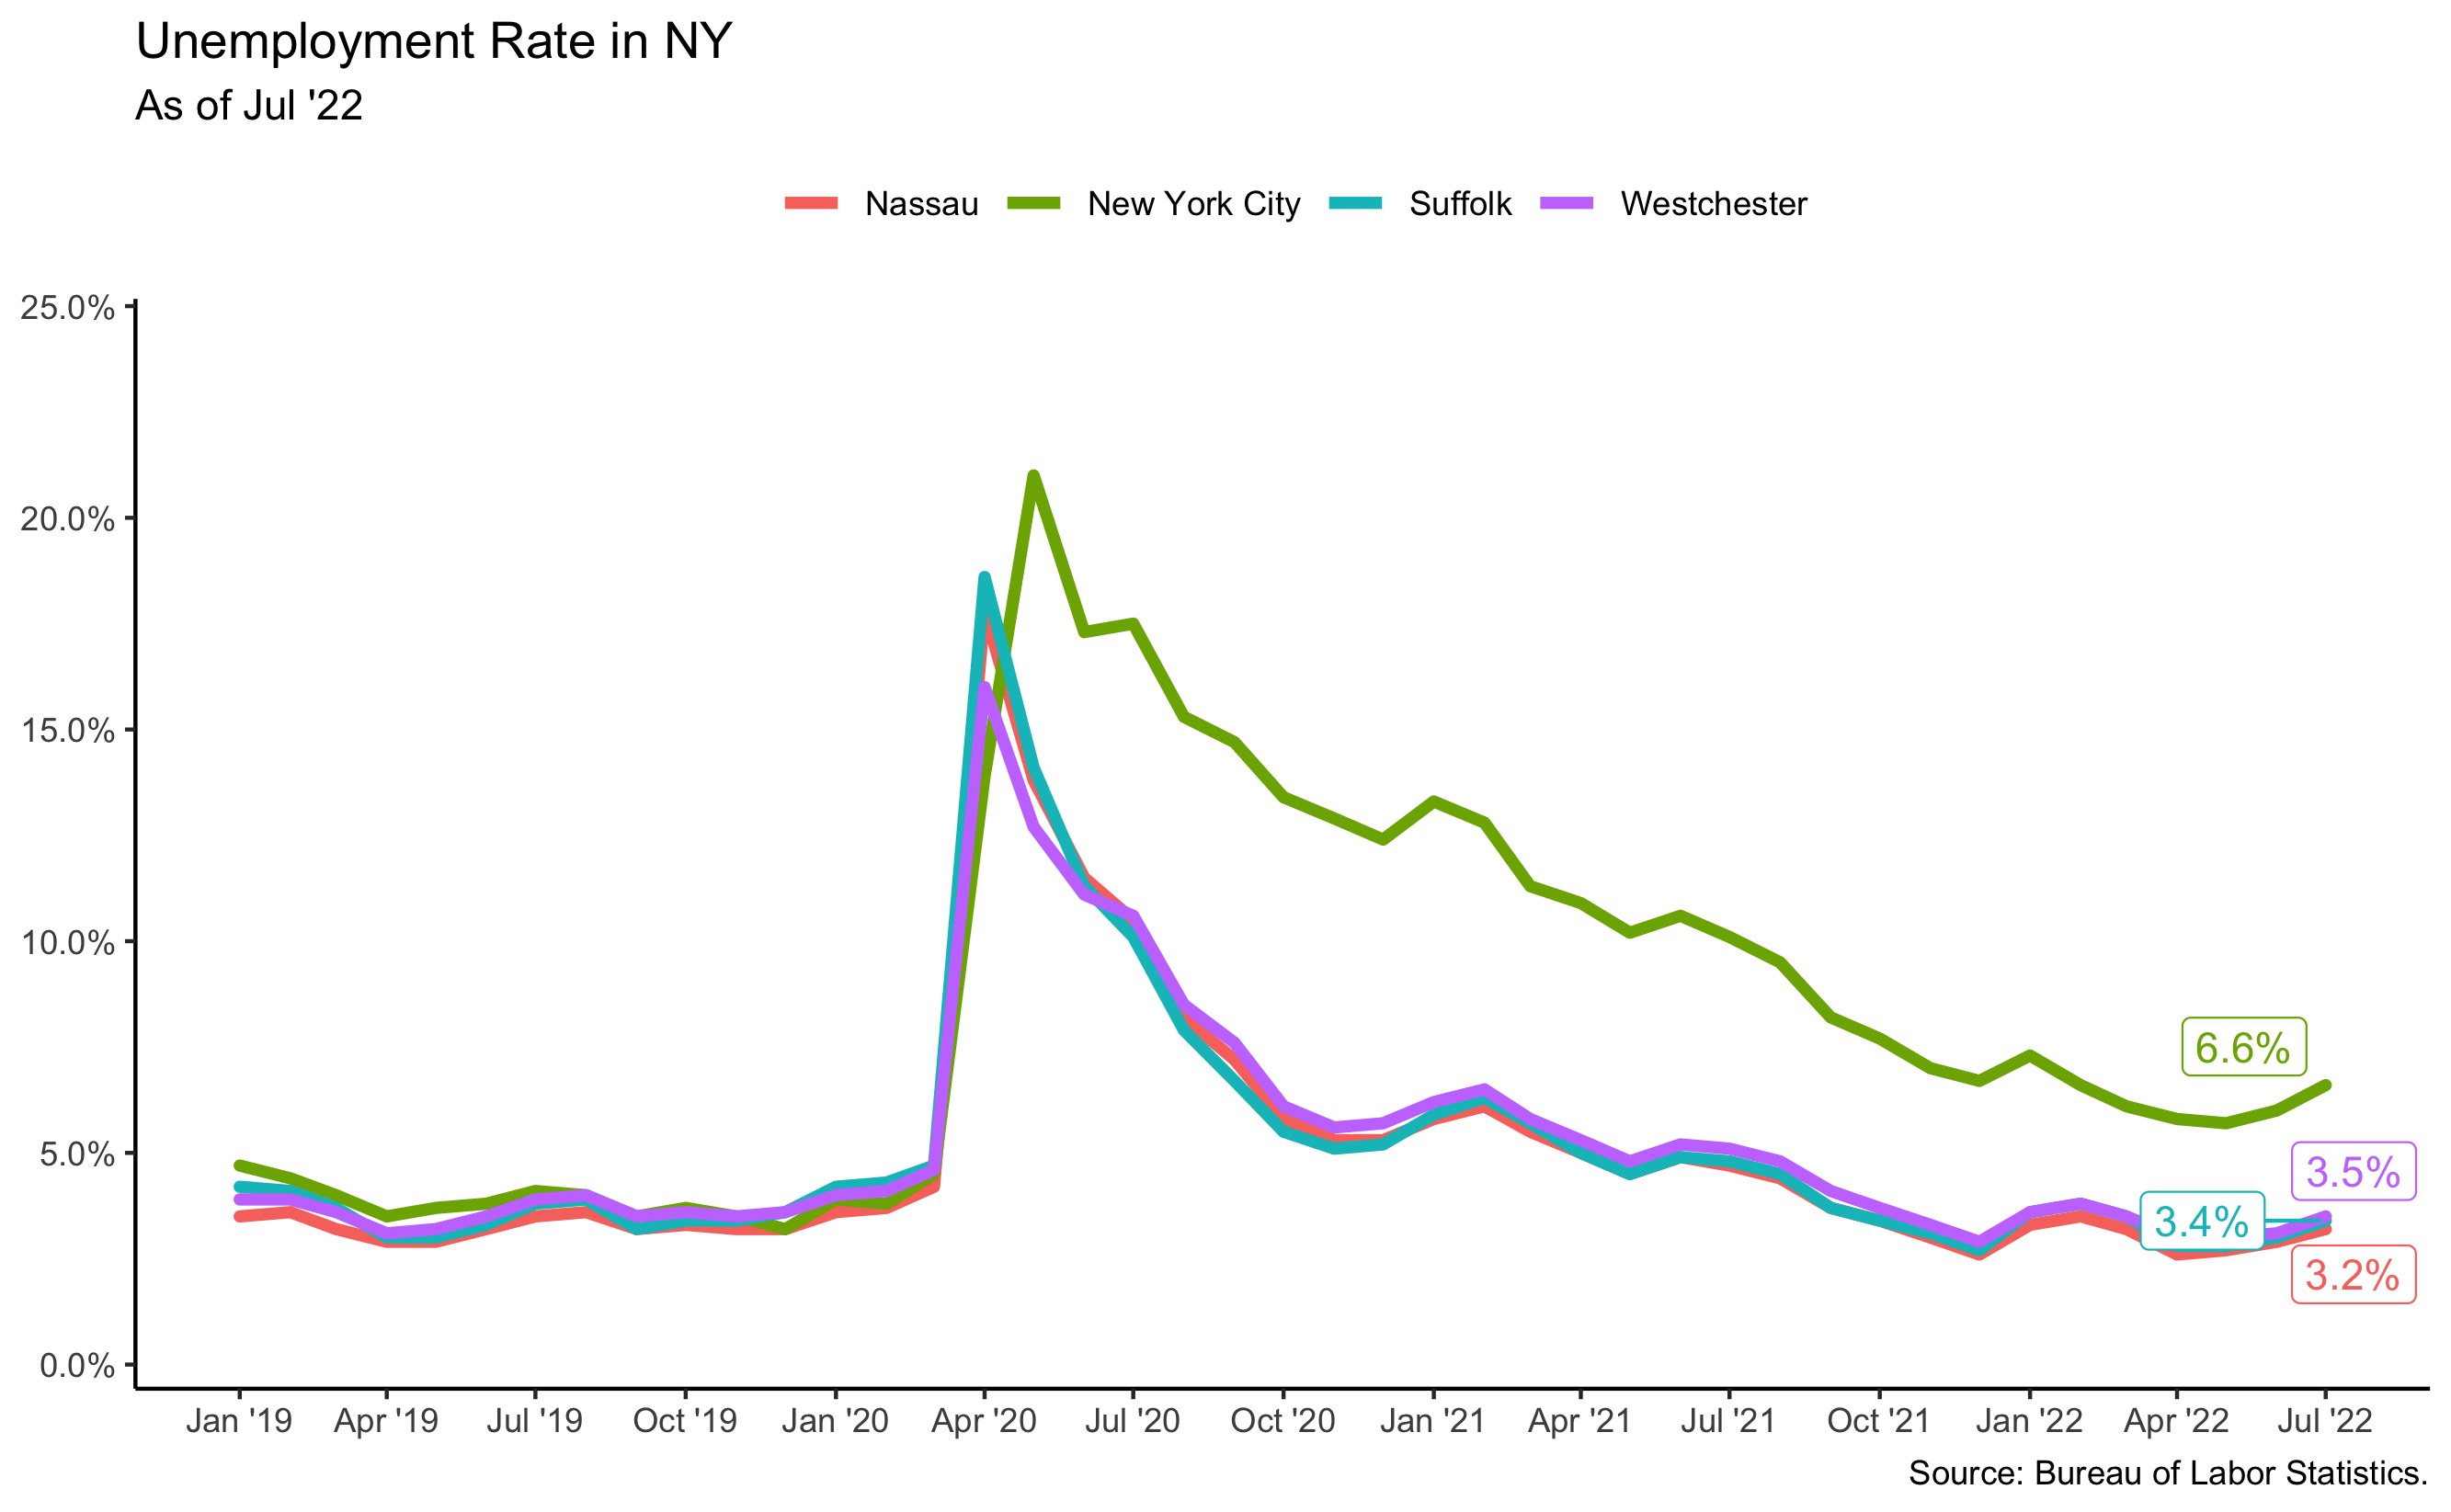 Unemployment Rate in NY
As of Jul '22
Nassau New York City Suffolk Westchester
25.0%
20.0%
15.0%
10.0%
5.0%
0.0%
6.6%
3.5%
3.4%
3.2%
Jan '19 Apr '19 Jul '19 Oct '19 Jan '20 Apr '20 Jul '20 Oct '20 Jan '21 Apr '21 Jul '21 Oct '21 Jan '22 Apr '22 Jul '22
Source: Bureau of Labor Statistics.